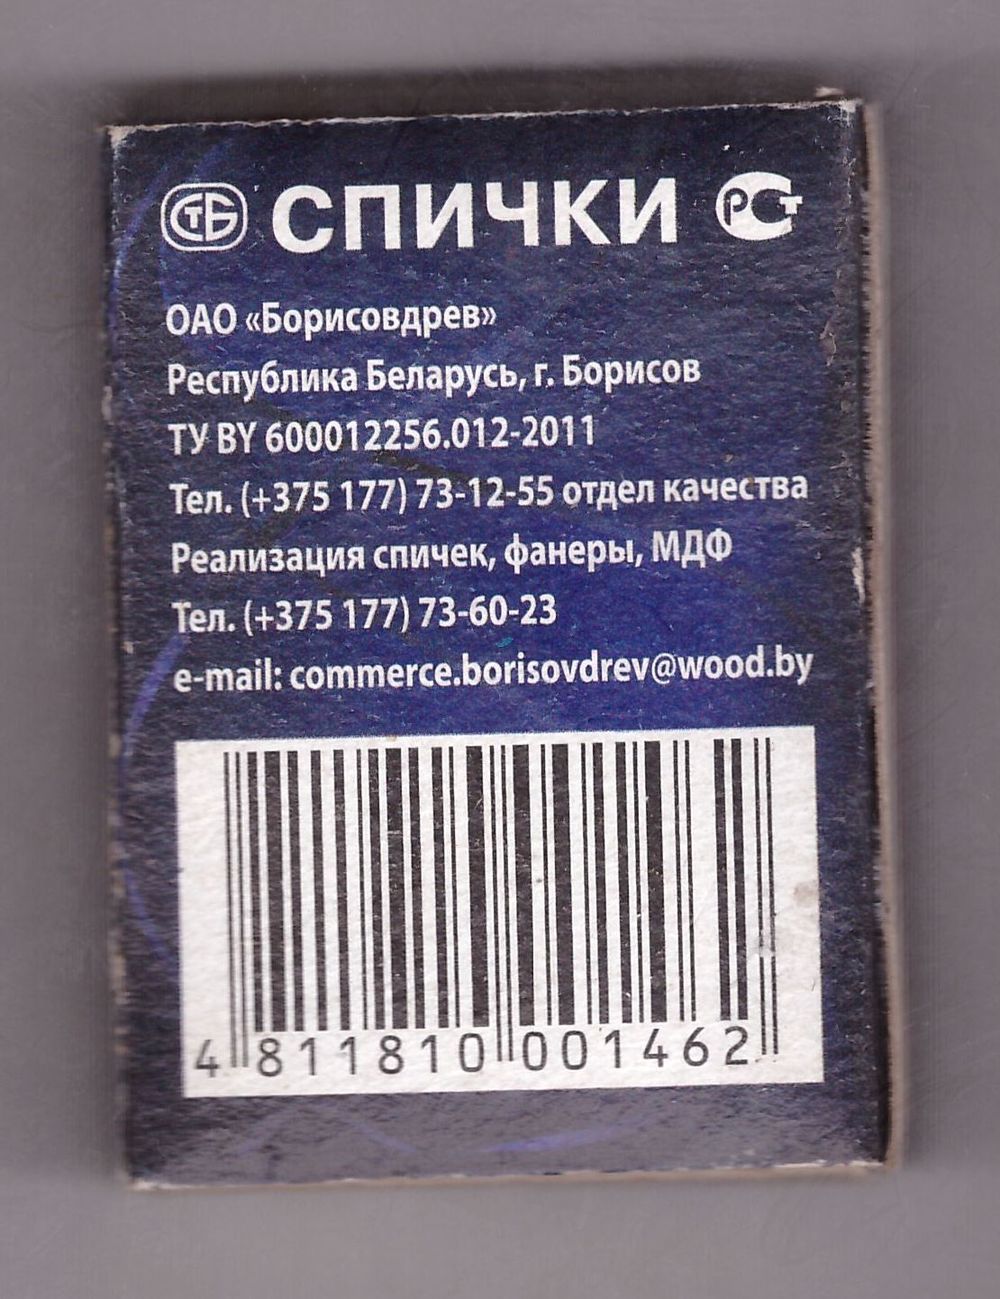 СТБ СПИЧКИ РСТ
ОАО «Борисовдрев»
Республика Беларусь, г. Борисов
ТУ BY 600012256.012-2011
Тел. (+375 177) 73-12-55 отдел качества
Реализация спичек, фанеры, МДФ
Тел. (+375 177) 73-60-23
e-mail: commerce.borisovdrev@wood.by
4 811810 001462